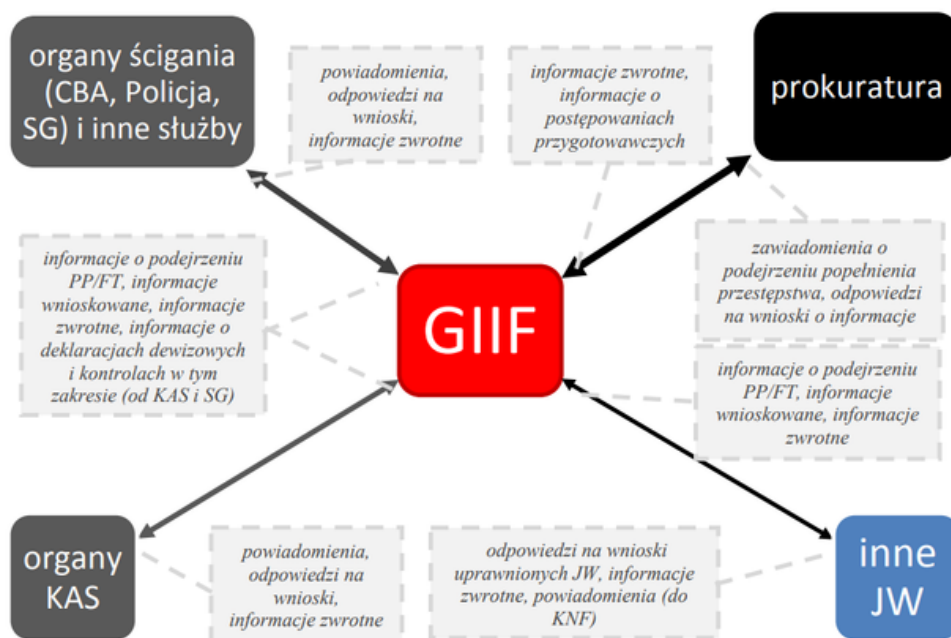 organy ścigania
(CBA, Policja,
SG) i inne służby
powiadomienia,
odpowiedzi na
wnioski,
informacje zwrotne
informacje zwrotne,
informacje o
postępowaniach
przygotowawczych
prokuratura
informacje o podejrzeniu
PP/FT, informacje
wnioskowane, informacje
zwrotne, informacje o
deklaracjach dewizowych
i kontrolach w tym
zakresie (od KAS i SG)
GIIF
zawiadomienia o
podejrzeniu popełnienia
przestępstwa, odpowiedzi
na wnioski o informacje
informacje o podejrzeniu
PP/FT, informacje
wnioskowane, informacje
zwrotne
organy
KAS
powiadomienia,
odpowiedzi na
wnioski,
informacje zwrotne
odpowiedzi na wnioski
uprawnionych JW, informacje
zwrotne, powiadomienia (do
KNF)
inne
JW